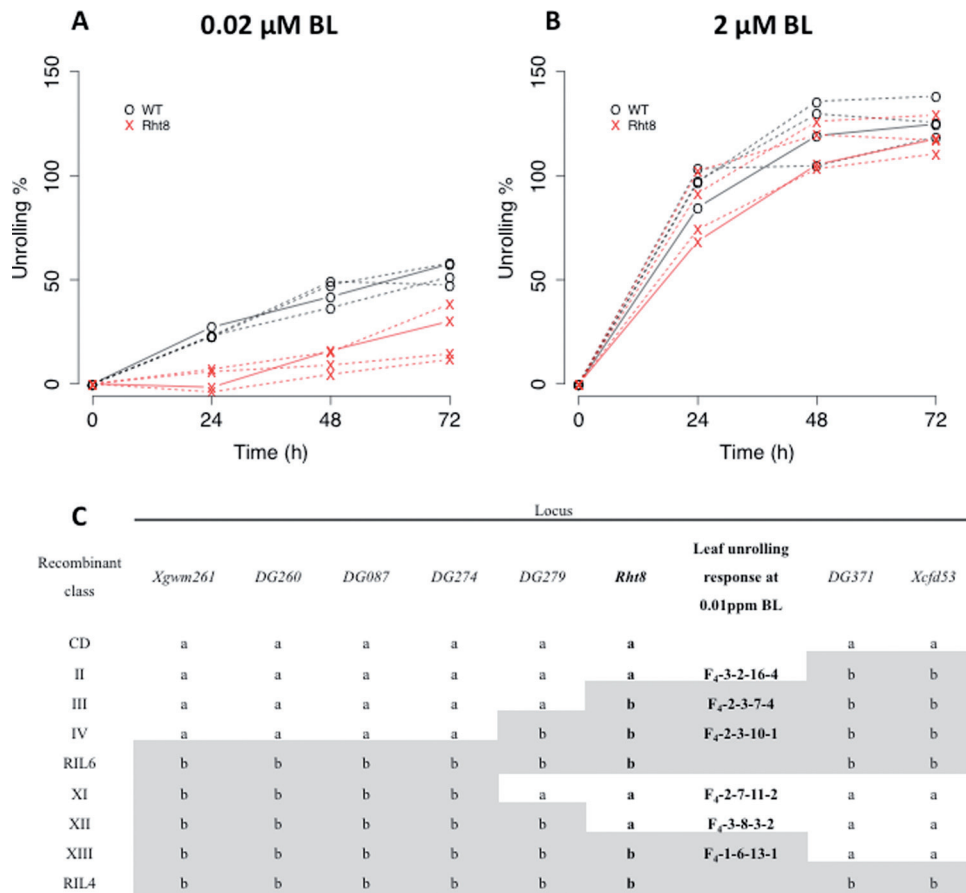 A 0.02 µM BL
B 2 µM BL
Unrolling %
150
100
50
0
O WT
X Rht8
0 24 48 72
Time (h)
Unrolling %
150
100
50
0
O WT
X Rht8
0 24 48 72
Time (h)
C
Locus
Recombinant class Xgwm261 DG260 DG087 DG274 DG279 Rht8 Leaf unrolling response at 0.01ppm BL DG371 Xcfd53
CD a a a a a a a a
II a a a a a a F4-3-2-16-4 b b
III a a a a a b F4-2-3-7-4 b b
IV a a a a b b F4-2-3-10-1 b b
RIL6 b b b b b b b b
XI b b b b a a F4-2-7-11-2 a a
XII b b b b b a F4-3-8-3-2 a a
XIII b b b b b b F4-1-6-13-1 a a
RIL4 b b b b b b b b